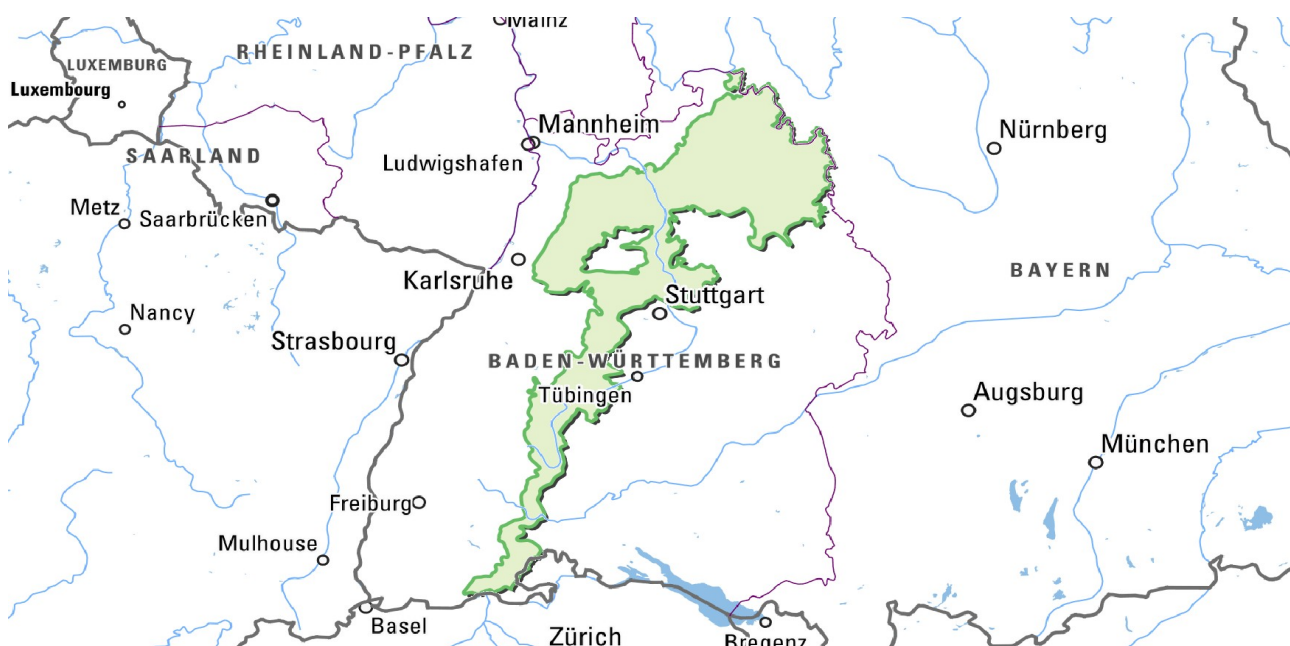 Mainz
RHEINLAND-PFALZ
LUXEMBURG
Luxembourg
Mannheim
Nürnberg
SAARLAND
Ludwigshafen
Metz
Saarbrücken
Karlsruhe
BAYERN
Stuttgart
Nancy
Strasbourg
BADEN-WÜRTTEMBERG
Tübingen
Augsburg
München
Freiburg
Mulhouse
Basel
Zürich
Bregenz